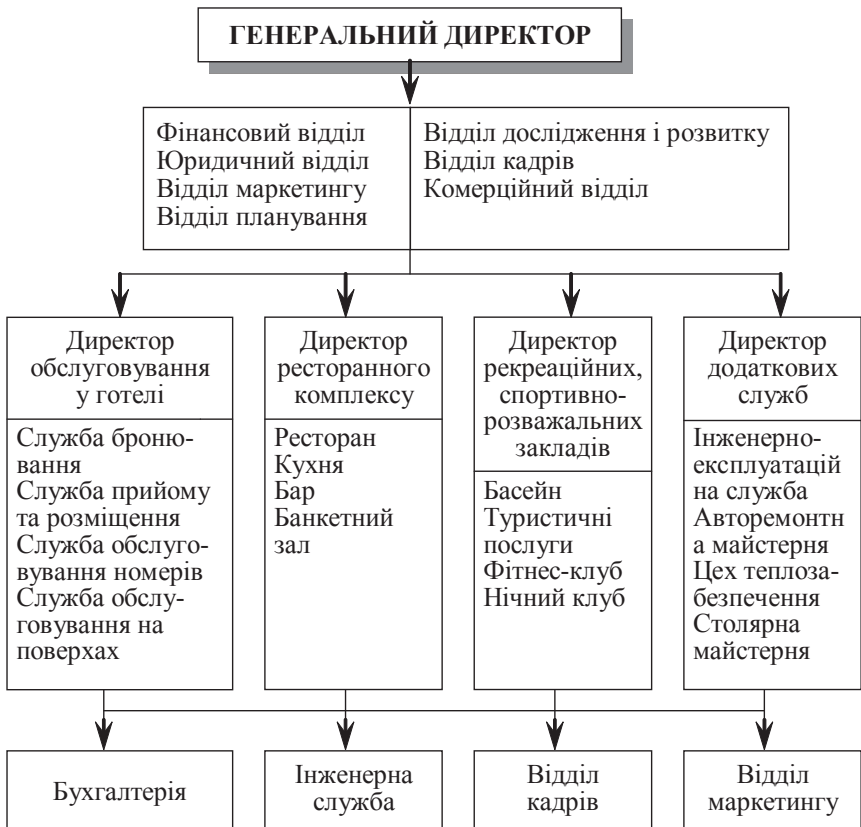 ГЕНЕРАЛЬНИЙ ДИРЕКТОР
Фінансовий відділ
Юридичний відділ
Відділ маркетингу
Відділ планування
Відділ дослідження і розвитку
Відділ кадрів
Комерційний відділ
Директор
обслуговування
у готелі
Служба броню-
вання
Служба прийому
та розміщення
Служба обслуго-
вування номерів
Служба обслу-
говування на
поверхах
Директор
ресторанного
комплексу
Ресторан
Кухня
Бар
Банкетний
зал
Директор
рекреаційних,
спортивно-
розважальних
закладів
Басейн
Туристичні
послуги
Фітнес-клуб
Нічний клуб
Директор
додаткових
служб
Інженерно-
експлуатацій
на служба
Авторемонтн
а майстерня
Цех теплоза-
безпечення
Столярна
майстерня
Бухгалтерія
Інженерна
служба
Відділ
кадрів
Відділ
маркетингу